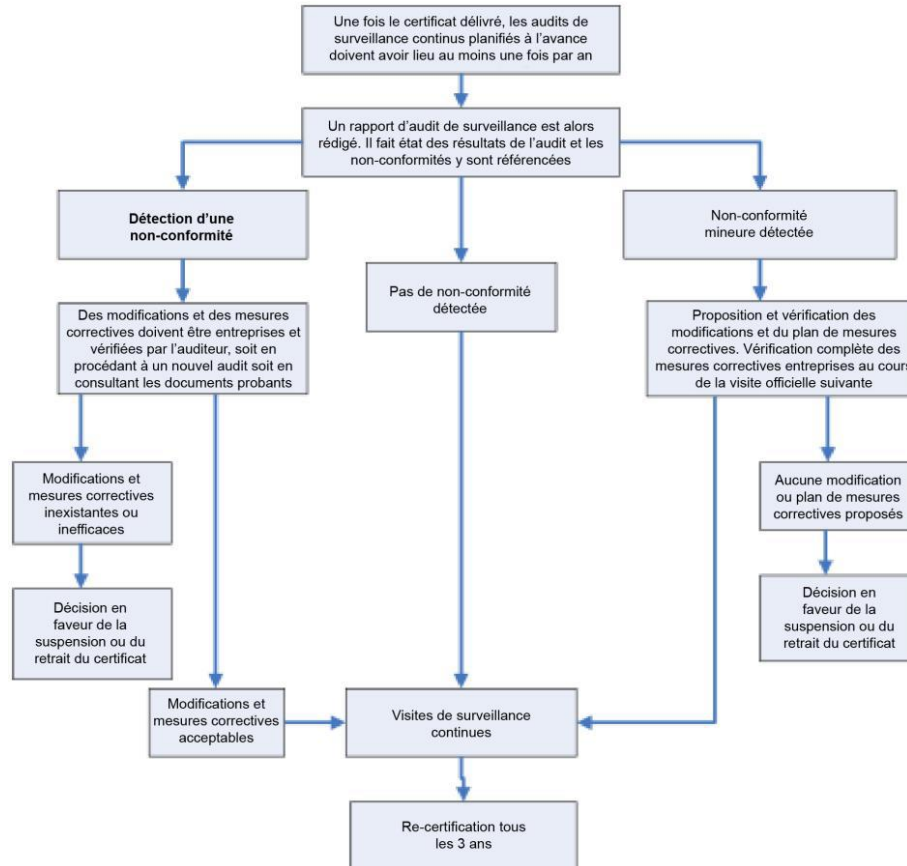 Une fois le certificat délivré, les audits de
surveillance continus planifiés à l'avance
doivent avoir lieu au moins une fois par an
Un rapport d'audit de surveillance est alors
rédigé. Il fait état des résultats de l'audit et les
non-conformités y sont référencées
Détection d'une
non-conformité
Pas de non-conformité
détectée
Non-conformité
mineure détectée
Des modifications et des mesures
correctives doivent être entreprises et
vérifiées par l'auditeur, soit en
procédant à un nouvel audit soit en
consultant les documents probants
Proposition et vérification des
modifications et du plan de mesures
correctives. Vérification complète des
mesures correctives entreprises au cours
de la visite officielle suivante
Modifications et
mesures correctives
inexistantes ou
inefficaces
Aucune modification
ou plan de mesures
correctives proposés
Décision en
faveur de la
suspension ou du
retrait du certificat
Décision en
faveur de la
suspension ou du
retrait du certificat
Modifications et
mesures correctives
acceptables
Visites de surveillance
continues
Re-certification tous
les 3 ans